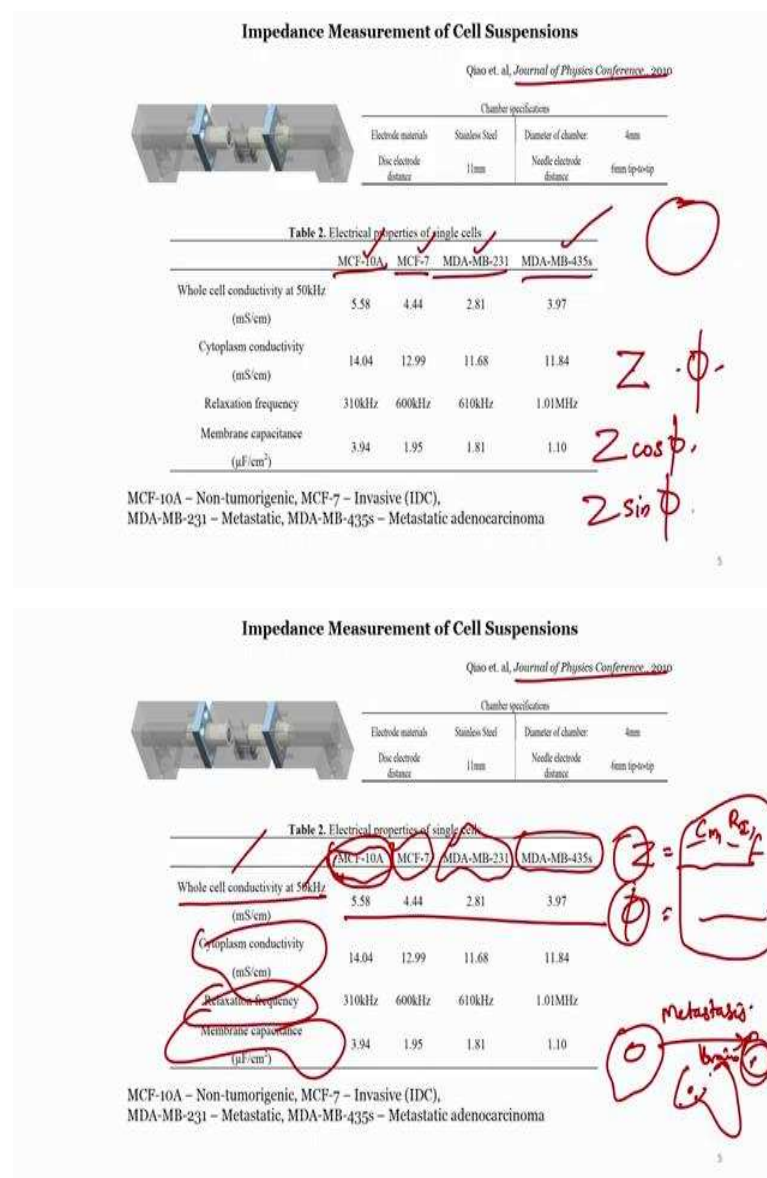 Impedance Measurement of Cell Suspensions
Qiao et. al, Journal of Physics Conference, 2010
Chamber specifications
Electrode materials Stainless Steel Diameter of chamber: 4mm
Disc electrode distance 11mm Needle electrode distance 6mm tip-to-tip
Table 2. Electrical properties of single cells
MCF-10A MCF-7 MDA-MB-231 MDA-MB-435s
Whole cell conductivity at 50kHz
(mS/cm) 5.58 4.44 2.81 3.97
Cytoplasm conductivity
(mS/cm) 14.04 12.99 11.68 11.84
Relaxation frequency 310kHz 600kHz 610kHz 1.01MHz
Membrane capacitance
(µF/cm²) 3.94 1.95 1.81 1.10
Z . ϕ.
Z cos ϕ.
Z sin ϕ.
MCF-10A – Non-tumorigenic, MCF-7 – Invasive (IDC),
MDA-MB-231 – Metastatic, MDA-MB-435s – Metastatic adenocarcinoma
5
Impedance Measurement of Cell Suspensions
Qiao et. al, Journal of Physics Conference, 2010
Chamber specifications
Electrode materials Stainless Steel Diameter of chamber: 4mm
Disc electrode distance 11mm Needle electrode distance 6mm tip-to-tip
Table 2. Electrical properties of single cells
MCF-10A MCF-7 MDA-MB-231 MDA-MB-435s
Z =
Whole cell conductivity at 50kHz
(mS/cm) 5.58 4.44 2.81 3.97
ϕ =
Cytoplasm conductivity
(mS/cm) 14.04 12.99 11.68 11.84
Relaxation frequency 310kHz 600kHz 610kHz 1.01MHz
Membrane capacitance
(µF/cm²) 3.94 1.95 1.81 1.10
Metastasis.
MCF-10A – Non-tumorigenic, MCF-7 – Invasive (IDC),
MDA-MB-231 – Metastatic, MDA-MB-435s – Metastatic adenocarcinoma
5